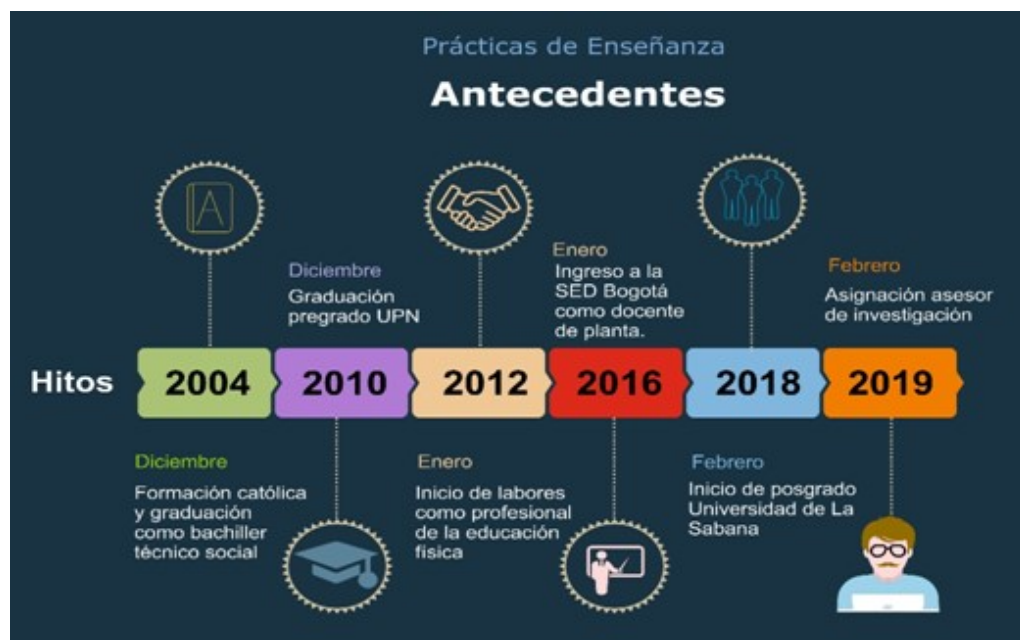 Prácticas de Enseñanza
Antecedentes
A
Diciembre
Graduación
pregrado UPN
Enero
Ingreso a la
SED Bogotá
como docente
de planta.
Febrero
Asignación asesor
de investigación
Hitos
2004
2010
2012
2016
2018
2019
Diciembre
Formación católica
y graduación
como bachiller
técnico social
Enero
Inicio de labores
como profesional
de la educación
física
Febrero
Inicio de posgrado
Universidad de La
Sabana